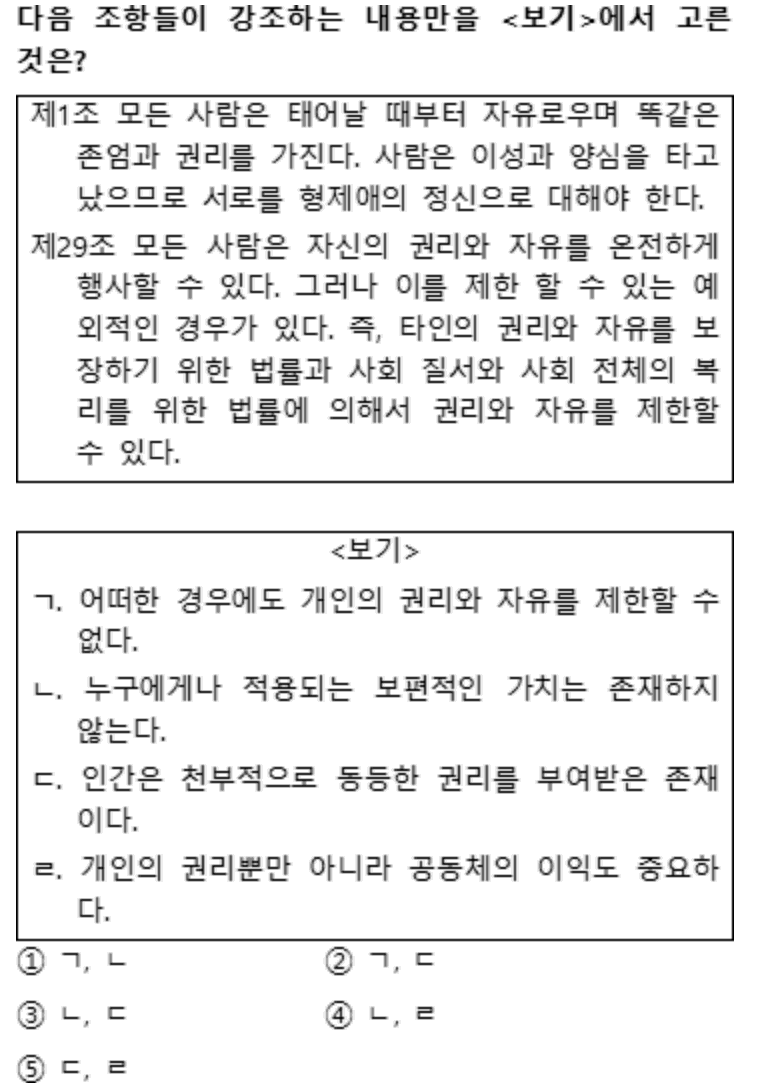 다음 조항들이 강조하는 내용만을 <보기>에서 고른
것은?
제1조 모든 사람은 태어날 때부터 자유로우며 똑같은
존엄과 권리를 가진다. 사람은 이성과 양심을 타고
났으므로 서로를 형제애의 정신으로 대해야 한다.
제29조 모든 사람은 자신의 권리와 자유를 온전하게
행사할 수 있다. 그러나 이를 제한 할 수 있는 예
외적인 경우가 있다. 즉, 타인의 권리와 자유를 보
장하기 위한 법률과 사회 질서와 사회 전체의 복
리를 위한 법률에 의해서 권리와 자유를 제한할
수 있다.
<보기>
ㄱ. 어떠한 경우에도 개인의 권리와 자유를 제한할 수
없다.
ㄴ. 누구에게나 적용되는 보편적인 가치는 존재하지
않는다.
ㄷ. 인간은 천부적으로 동등한 권리를 부여받은 존재
이다.
ㄹ. 개인의 권리뿐만 아니라 공동체의 이익도 중요하
다.
① ㄱ, ㄴ ② ㄱ, ㄷ
③ ㄴ, ㄷ ④ ㄴ, ㄹ
⑤ ㄷ, ㄹ